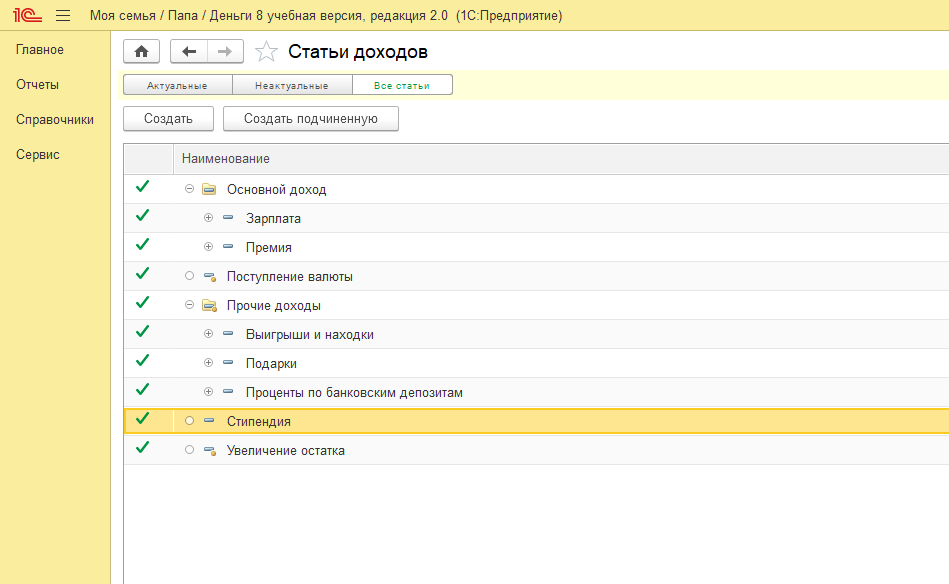 1С Моя семья / Папа / Деньги 8 учебная версия, редакция 2.0 (1С:Предприятие)
Главное
Отчеты
Справочники
Сервис
Статьи доходов
Актуальные Неактуальные Все статьи
Создать Создать подчиненную
Наименование
Основной доход
Зарплата
Премия
Поступление валюты
Прочие доходы
Выигрыши и находки
Подарки
Проценты по банковским депозитам
Стипендия
Увеличение остатка